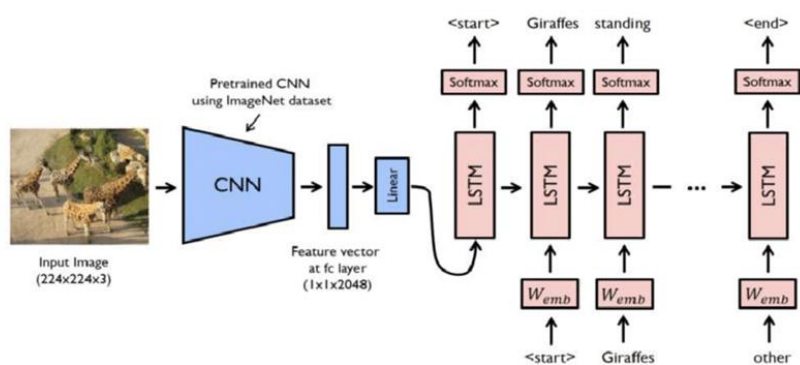 <start> Giraffes standing <end>
Softmax Softmax Softmax Softmax
Pretrained CNN
using ImageNet dataset
CNN
Linear
LSTM LSTM LSTM ... LSTM
Input Image
(224x224x3)
Feature vector
at fc layer
(1x1x2048)
Wemb Wemb Wemb
<start> Giraffes other